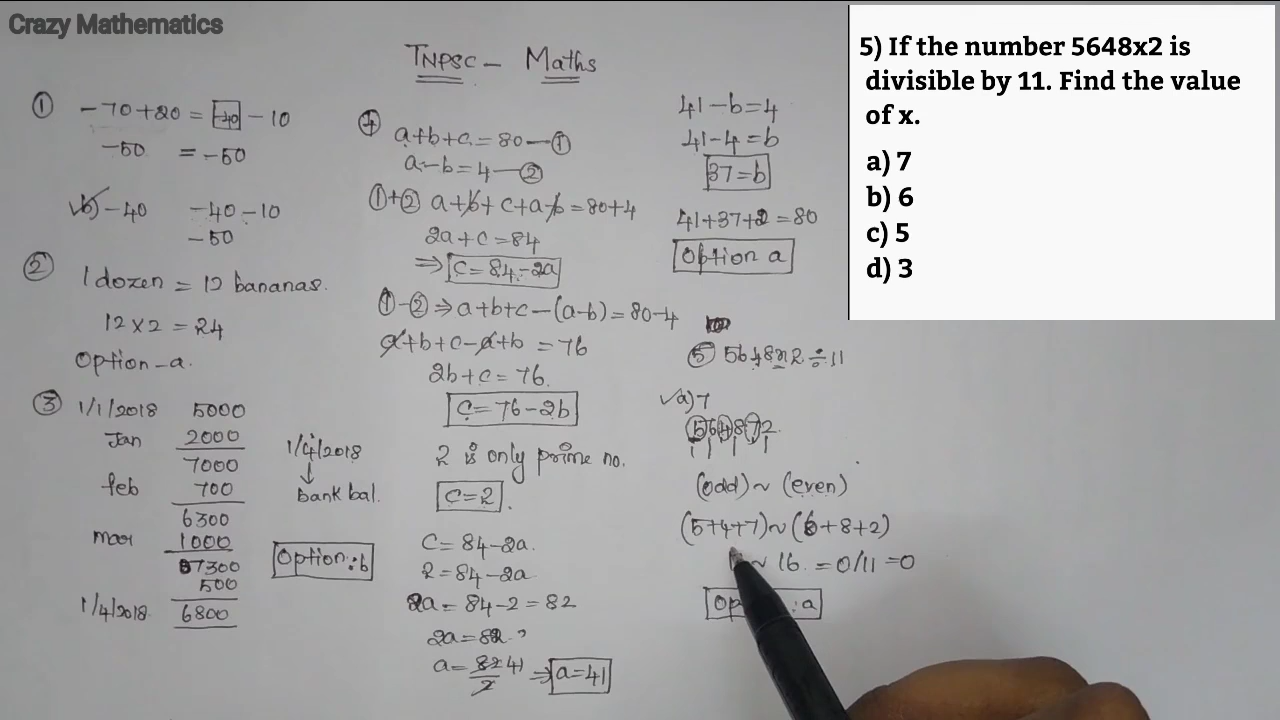 Crazy Mathematics
TNPSC - Maths
① -70+20 = -40 - 10
-50 = -50
b) -40 -40 -10
-50
② 1 dozen = 12 bananas.
12 × 2 = 24
Option - a.
③ 1/1/2018 5000
Jan 2000
7000
feb 700
6300
mar 1000
7300
500
1/4/2018 6800
1/4/2018
↓
bank bal.
Option : b
④ a+b+c = 80 — ①
a-b = 4 — ②
①+② a+b+c+a-b = 80+4
2a+c = 84
⇒ c = 84-2a
①-② ⇒ a+b+c-(a-b) = 80-4
a+b+c-a+b = 76
2b+c = 76.
c = 76-2b
2 is only prime no.
c = 2.
c = 84-2a.
2 = 84-2a
2a = 84-2 = 82
2a = 82
a = 82/2 41 ⇒ a = 41
41-b = 4
41-4 = b
37 = b
41+37+2 = 80
Option a
⑤ 5648x2 ÷ 11
a) 7
564872
(odd) ~ (even)
(5+4+7) ~ (6+8+2)
~ 16. = 0/11 = 0
: a
5) If the number 5648x2 is
divisible by 11. Find the value
of x.
a) 7
b) 6
c) 5
d) 3